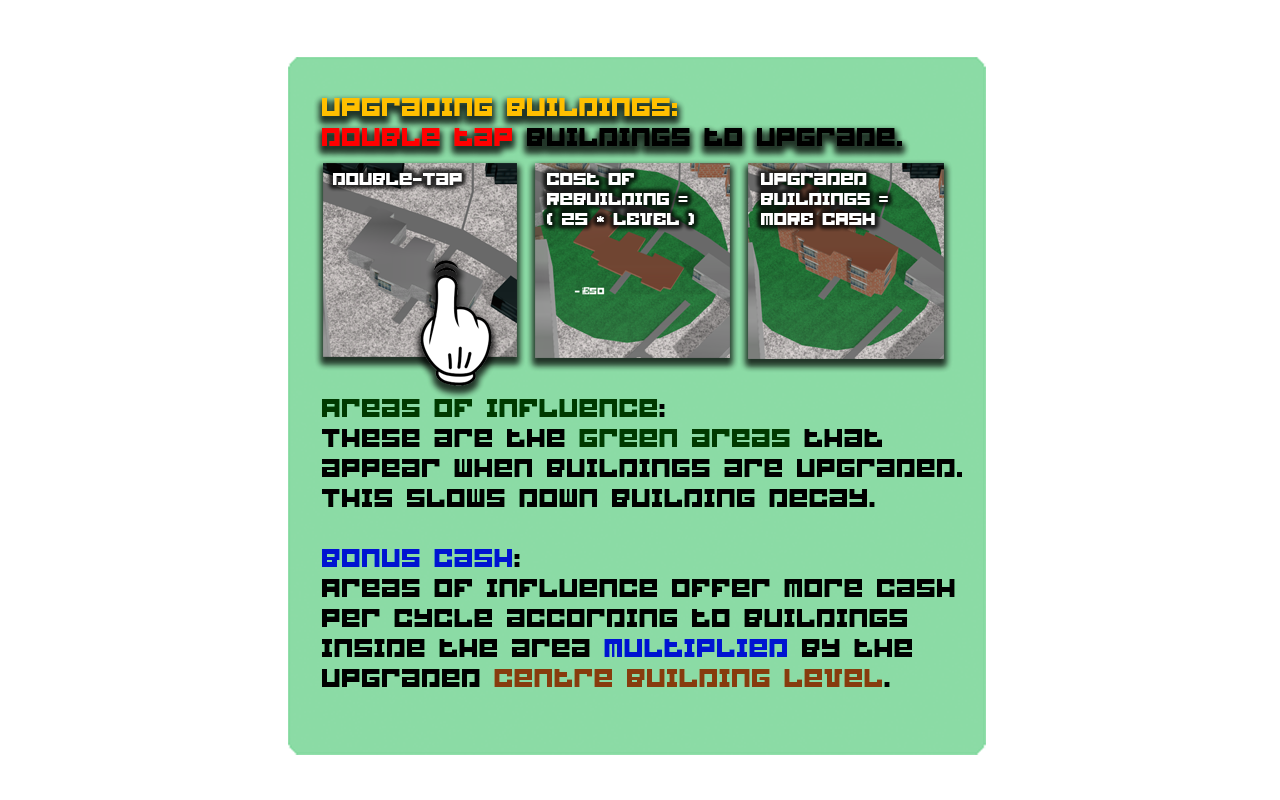 UPGRADING BUILDINGS:
DOUBLE TAP BUILDINGS TO UPGRADE.
DOUBLE-TAP
COST OF
REBUILDING =
( 25 * LEVEL )
-£50
UPGRADED
BUILDINGS =
MORE CASH
AREAS OF INFLUENCE:
THESE ARE THE GREEN AREAS THAT
APPEAR WHEN BUILDINGS ARE UPGRADED.
THIS SLOWS DOWN BUILDING DECAY.
BONUS CASH:
AREAS OF INFLUENCE OFFER MORE CASH
PER CYCLE ACCORDING TO BUILDINGS
INSIDE THE AREA MULTIPLIED BY THE
UPGRADED CENTRE BUILDING LEVEL.